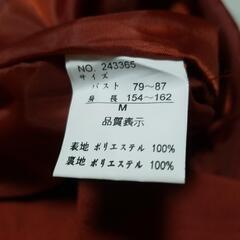 NO. 243365
サイズ
バスト 79〜87
身長 154〜162
M
品質表示
表地 ポリエステル 100%
裏地 ポリエステル 100%